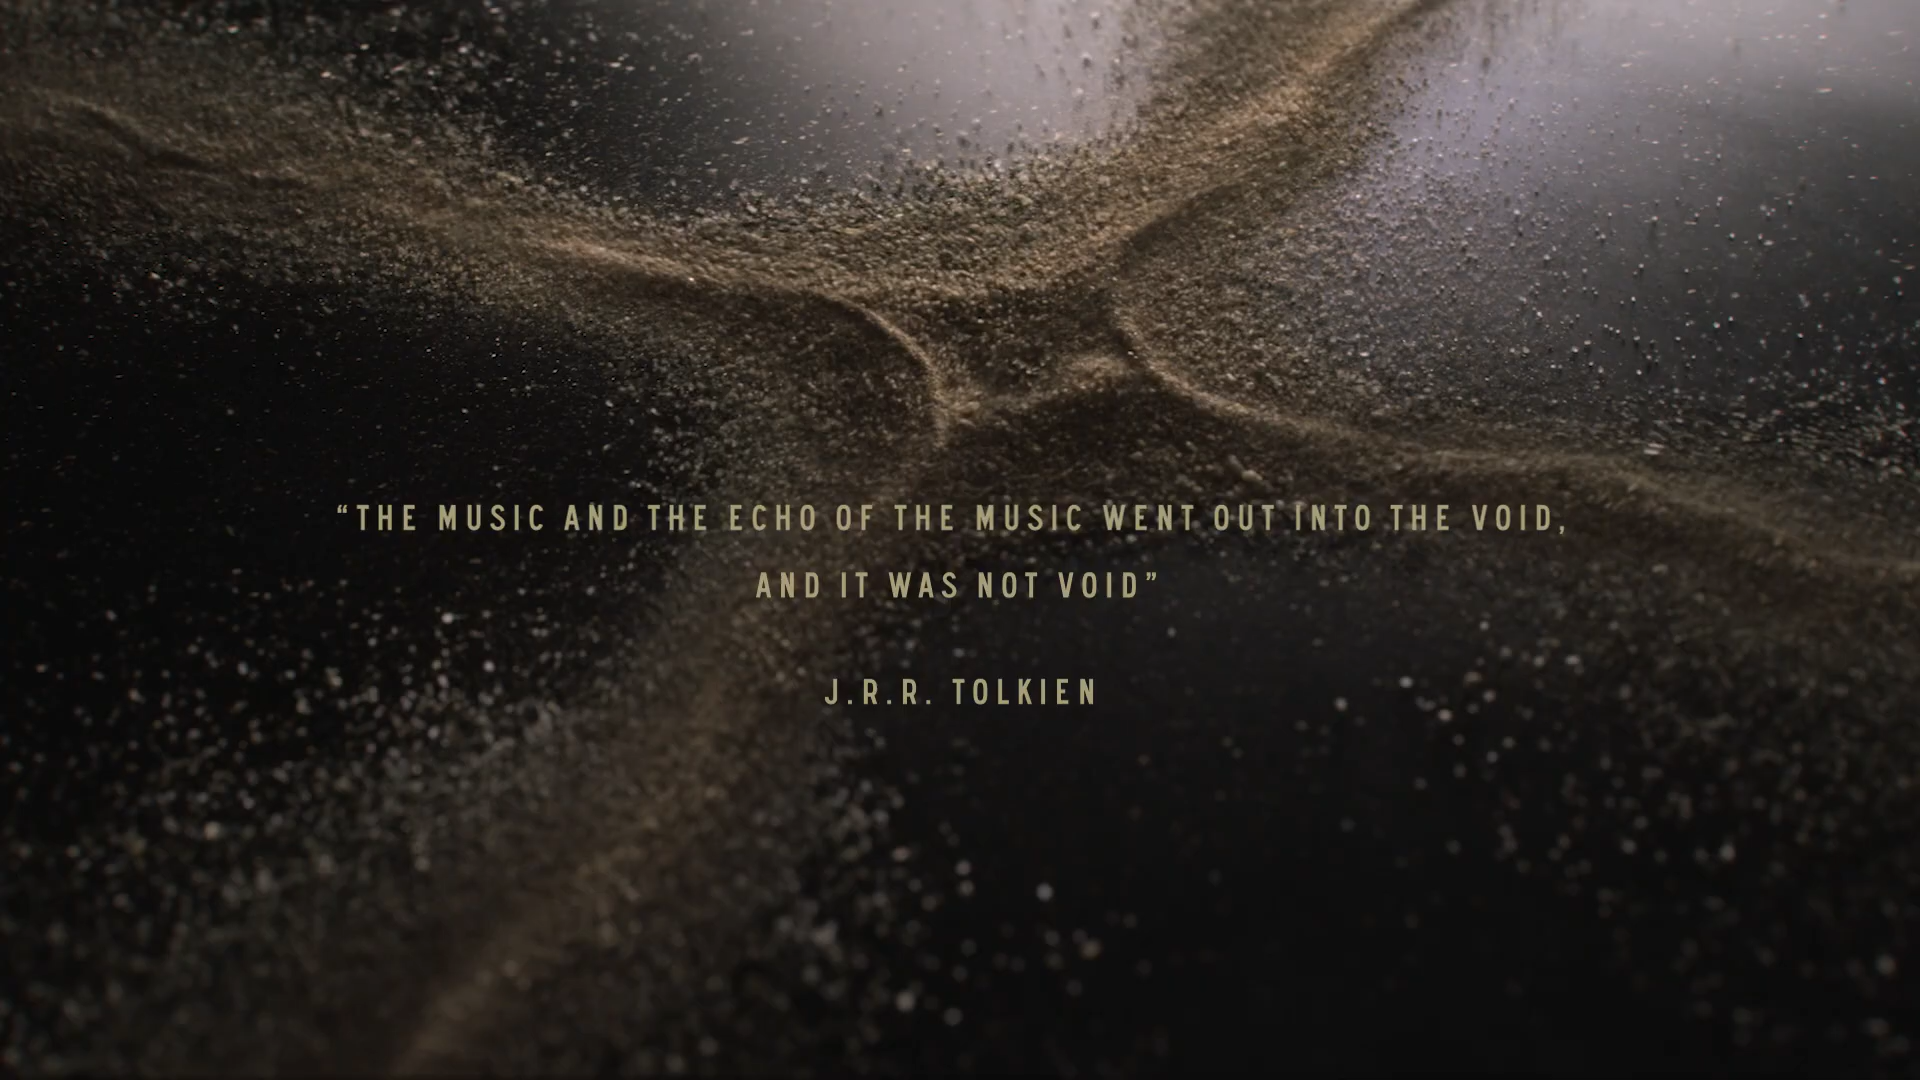 “THE MUSIC AND THE ECHO OF THE MUSIC WENT OUT INTO THE VOID,
AND IT WAS NOT VOID”
J.R.R. TOLKIEN